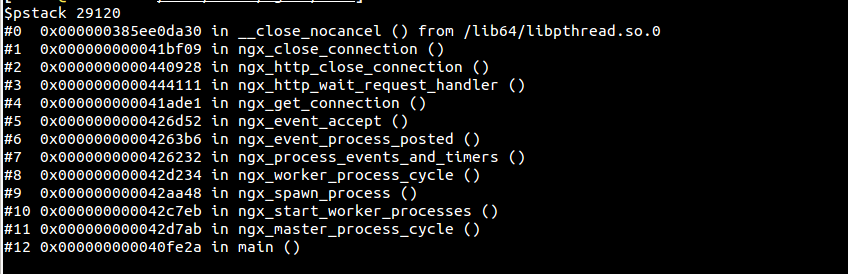 $pstack 29120
#0  0x000000385ee0da30 in __close_nocancel () from /lib64/libpthread.so.0
#1  0x000000000041bf09 in ngx_close_connection ()
#2  0x0000000000440928 in ngx_http_close_connection ()
#3  0x0000000000444111 in ngx_http_wait_request_handler ()
#4  0x000000000041ade1 in ngx_get_connection ()
#5  0x0000000000426d52 in ngx_event_accept ()
#6  0x00000000004263b6 in ngx_event_process_posted ()
#7  0x0000000000426232 in ngx_process_events_and_timers ()
#8  0x000000000042d234 in ngx_worker_process_cycle ()
#9  0x000000000042aa48 in ngx_spawn_process ()
#10 0x000000000042c7eb in ngx_start_worker_processes ()
#11 0x000000000042d7ab in ngx_master_process_cycle ()
#12 0x000000000040fe2a in main ()